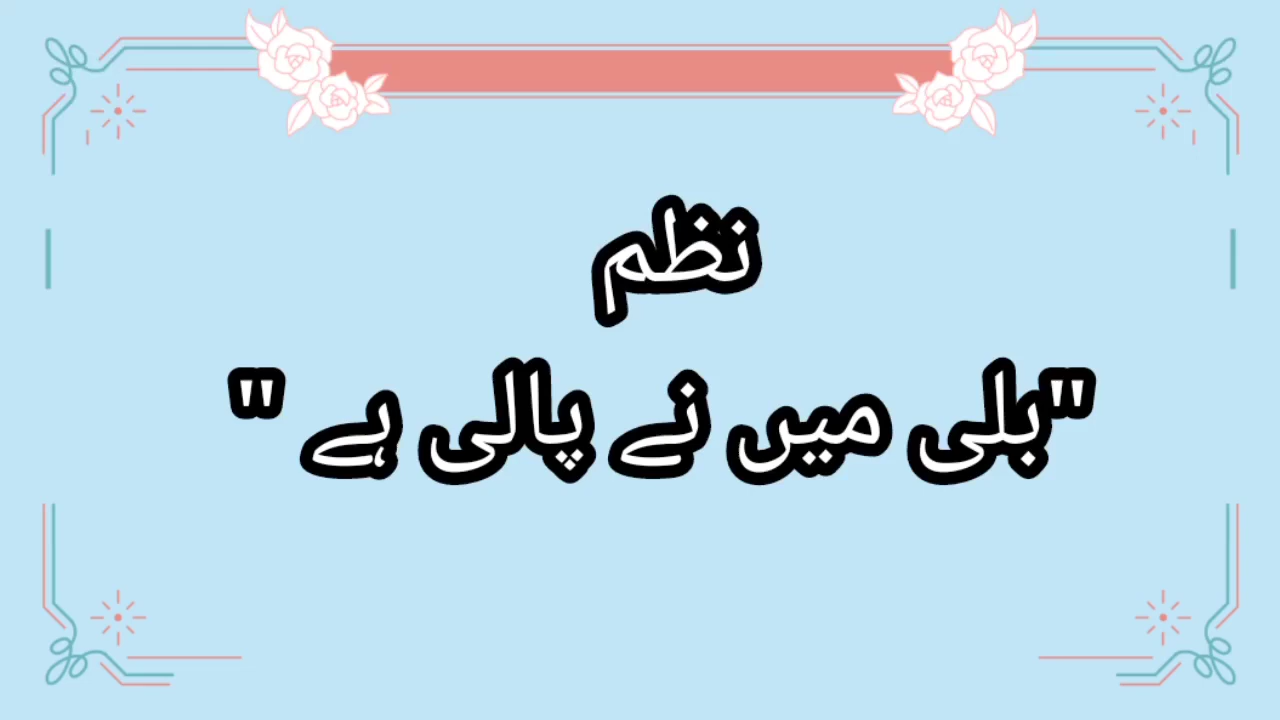 نظم
"بلی میں نے پالی ہے "